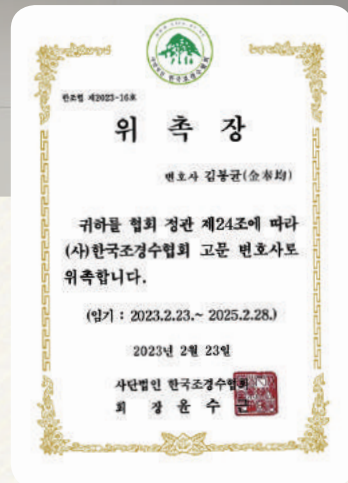 한조협 제2023-16호
위 촉 장
변호사 김봉균(金奉均)
귀하를 협회 정관 제24조에 따라
(사)한국조경수협회 고문 변호사로
위촉합니다.
(임기 : 2023.2.23.~ 2025.2.28.)
2023년 2월 23일
사단법인 한국조경수협회
회 장 윤 수 근